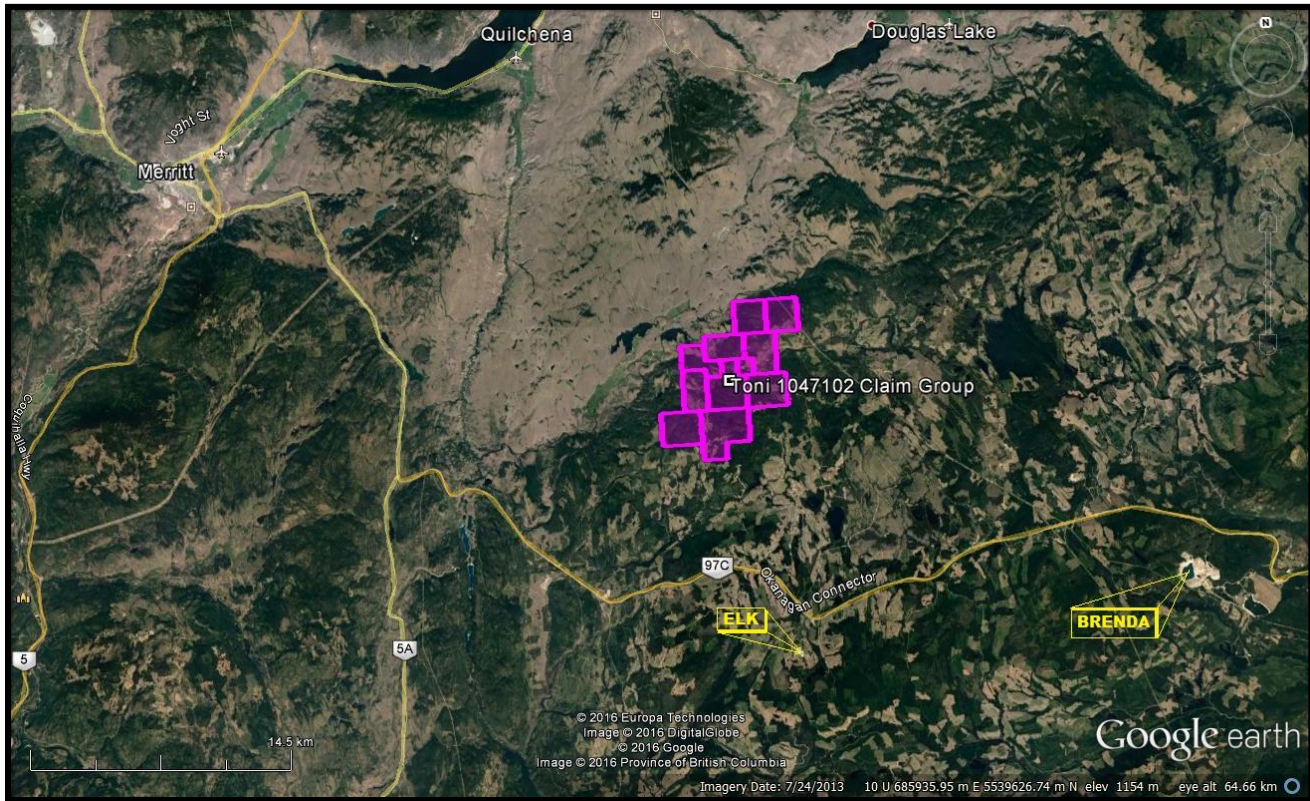 Quilchena
Douglas Lake
N
Voght St
Merritt
Toni 1047102 Claim Group
Coquihalla Hwy
97C
Okanagan Connector
ELK
BRENDA
5
5A
14.5 km
© 2016 Europa Technologies
Image © 2016 DigitalGlobe
© 2016 Google
Image © 2016 Province of British Columbia
Google earth
Imagery Date: 7/24/2013 10 U 685935.95 m E 5539626.74 m N elev 1154 m eye alt 64.66 km